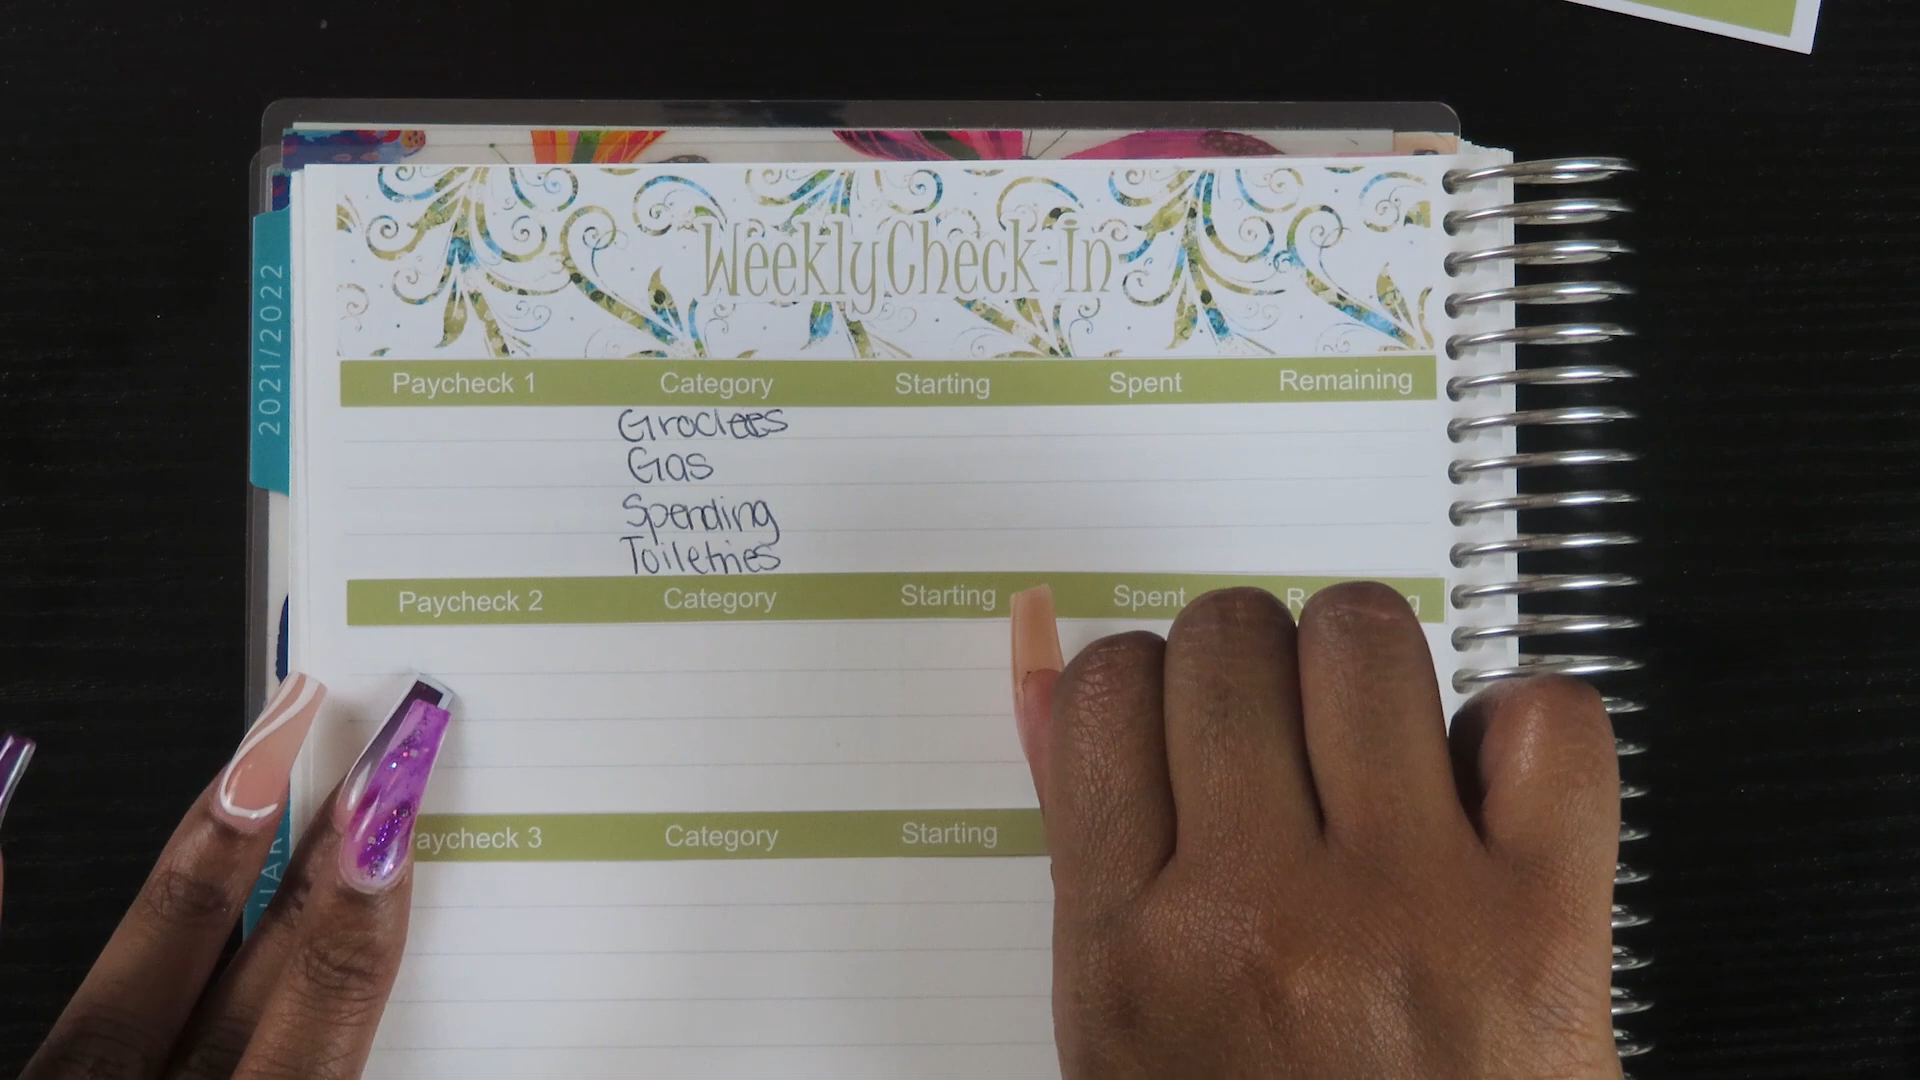 Weekly Check-In
Paycheck 1 Category Starting Spent Remaining
Grociees
Gas
Spending
Toiletries
Paycheck 2 Category Starting Spent
aycheck 3 Category Starting
2021/2022